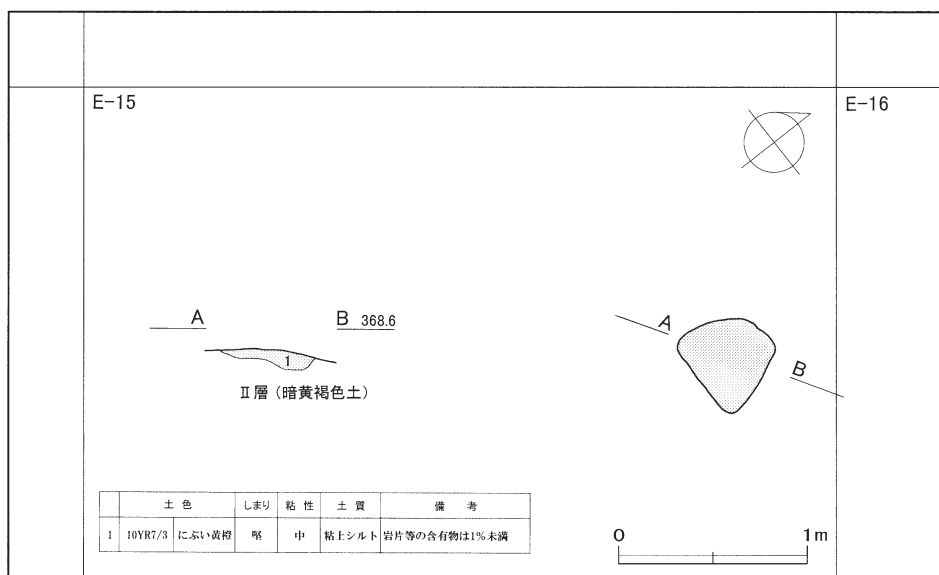 E-15
E-16
A
B 368.6
1
Ⅱ層（暗黄褐色土）
A
B
土色 しまり 粘性 土質 備考
1 10YR7/3 にぶい黄橙 堅 中 粘土シルト 岩片等の含有物は1%未満
0 1m